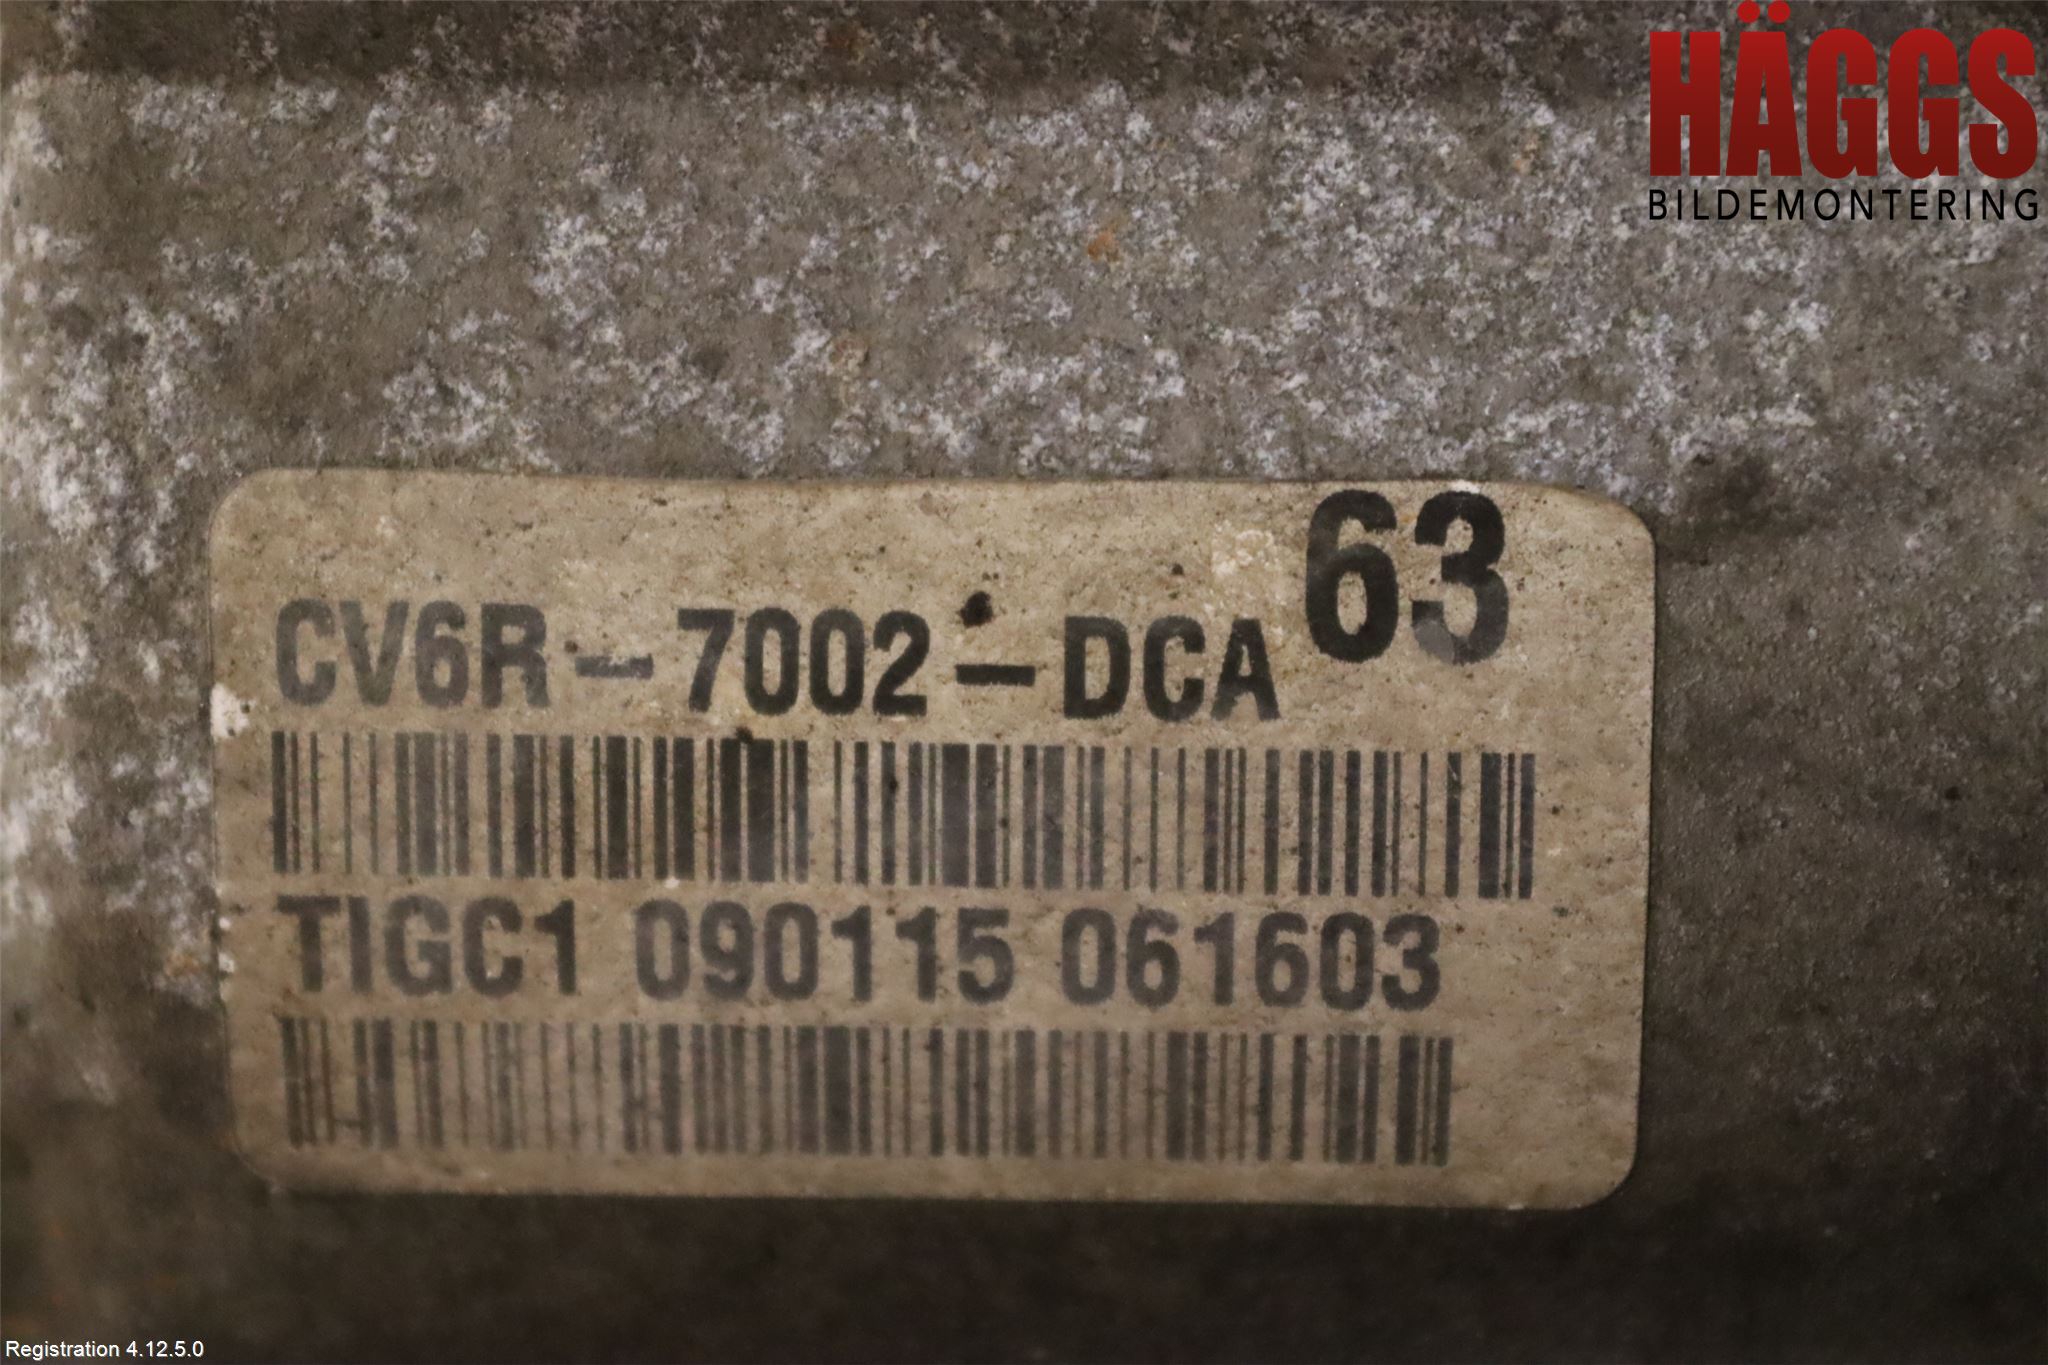 HÄGGS
BILDEMONTERING
63
CV6R-7002-DCA
TIGC1 090115 061603
Registration 4.12.5.0